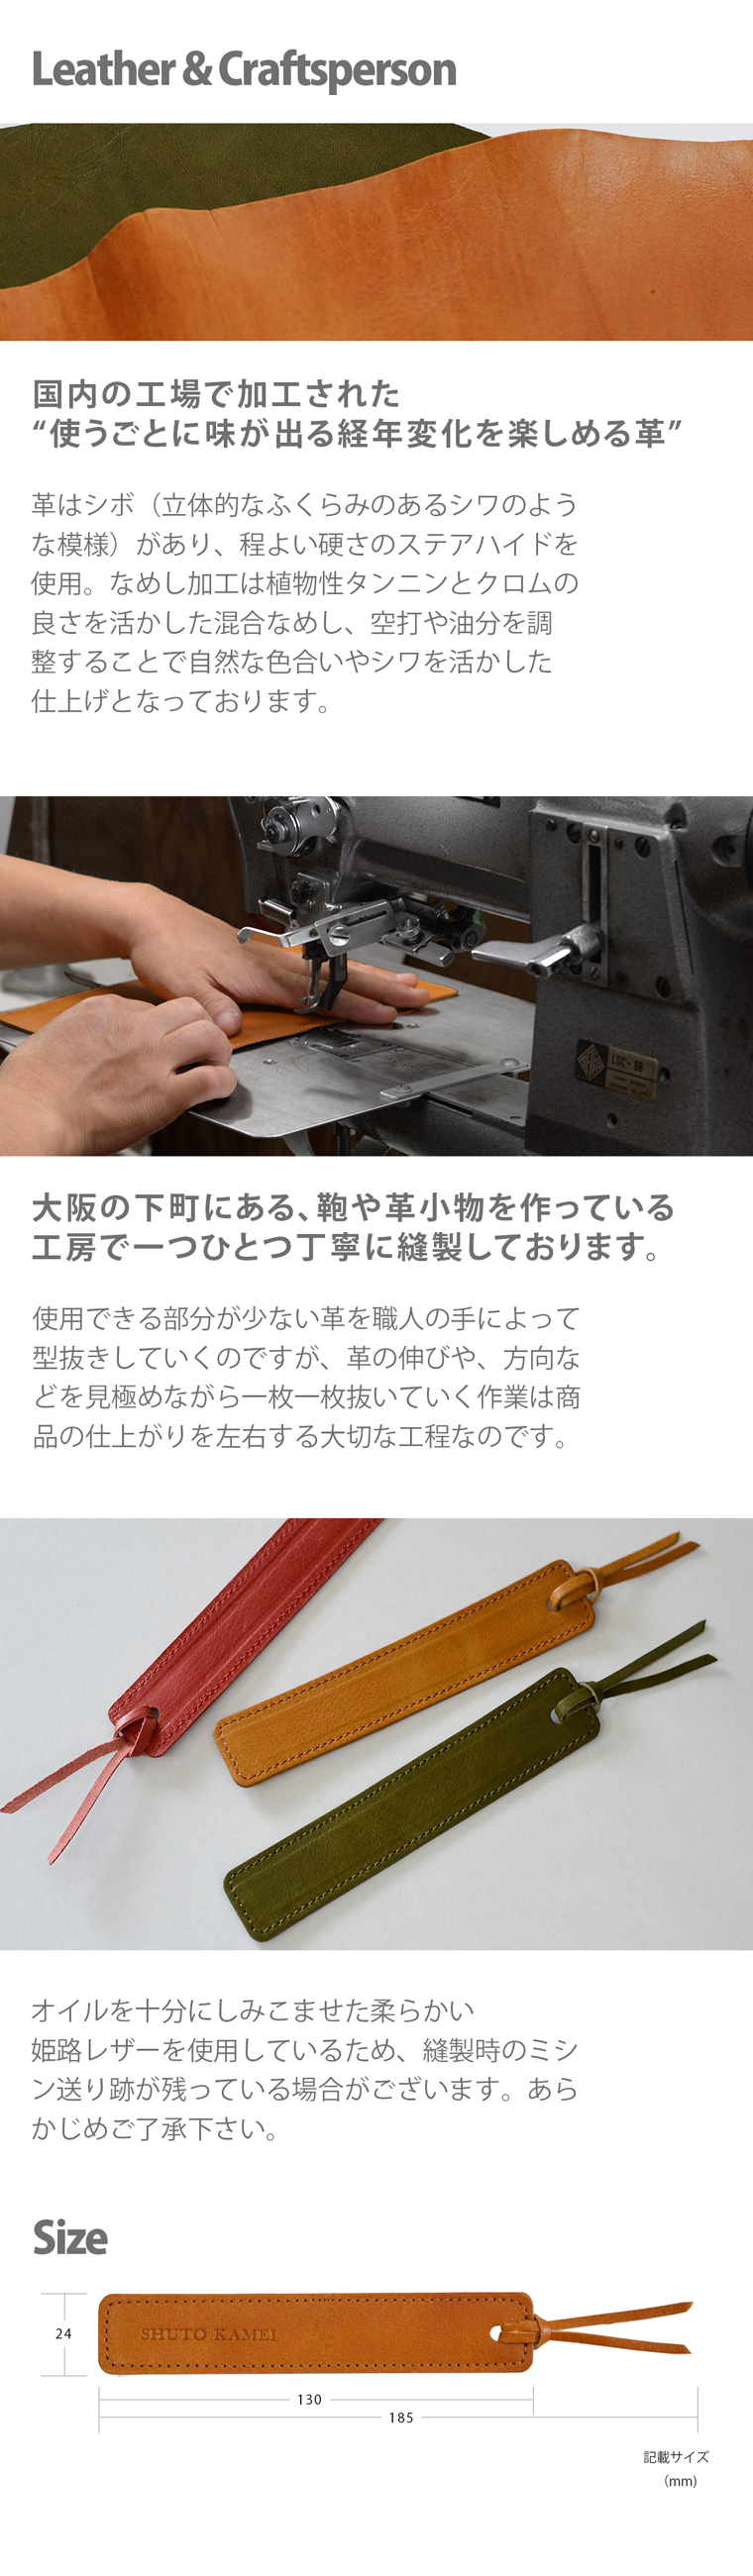 Leather & Craftsperson
国内の工場で加工された
“使うごとに味が出る経年変化を楽しめる革”
革はシボ（立体的なふくらみのあるシワのよう
な模様）があり、程よい硬さのステアハイドを
使用。なめし加工は植物性タンニンとクロムの
良さを活かした混合なめし、空打や油分を調
整することで自然な色合いやシワを活かした
仕上げとなっております。
LSC-8B
大阪の下町にある、鞄や革小物を作っている
工房で一つひとつ丁寧に縫製しております。
使用できる部分が少ない革を職人の手によって
型抜きしていくのですが、革の伸びや、方向な
どを見極めながら一枚一枚抜いていく作業は商
品の仕上がりを左右する大切な工程なのです。
オイルを十分にしみこませた柔らかい
姫路レザーを使用しているため、縫製時のミシ
ン送り跡が残っている場合がございます。あら
かじめご了承下さい。
Size
24
SHUTO KAMEI
130
185
記載サイズ
（mm）